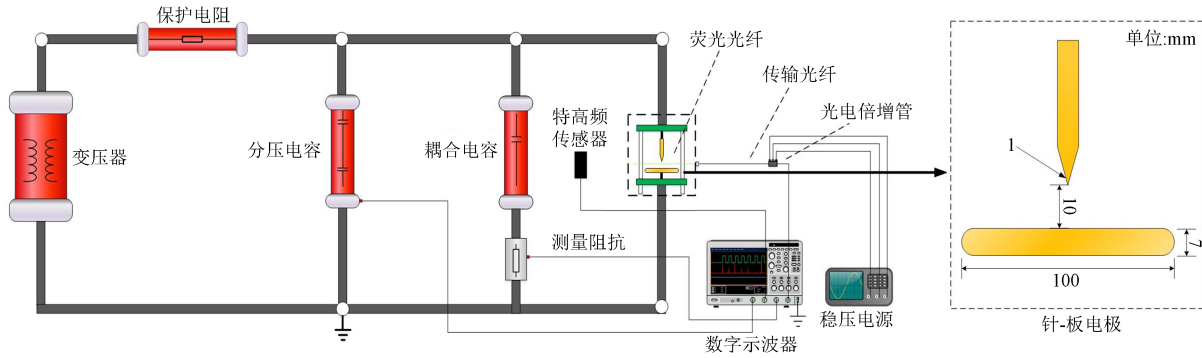 保护电阻
变压器
分压电容
耦合电容
测量阻抗
特高频
传感器
荧光光纤
传输光纤
光电倍增管
数字示波器
稳压电源
单位:mm
1
10
7
100
针-板电极